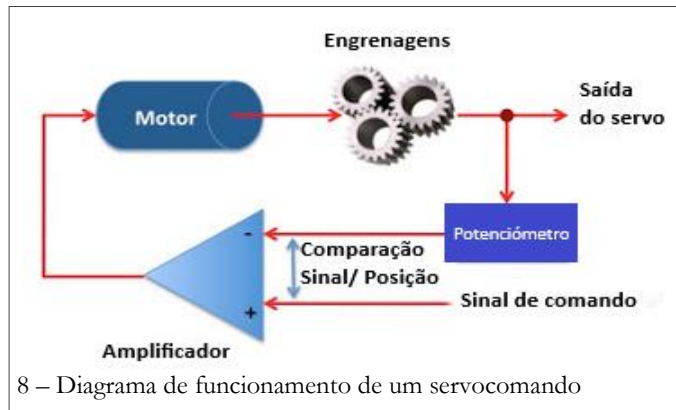 Engrenagens
Motor
Saída
do servo
Potenciómetro
-
Comparação
Sinal/ Posição
+
Sinal de comando
Amplificador
8 – Diagrama de funcionamento de um servocomando